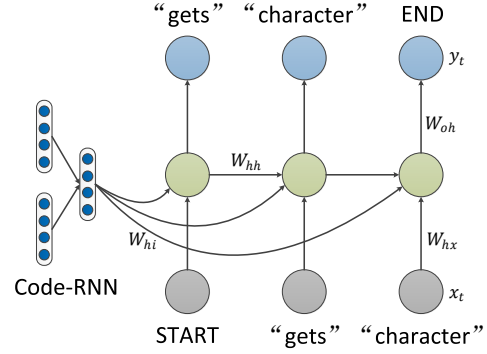 “gets” “character” END
y_t
W_oh
W_hh
W_hi
W_hx
Code-RNN
x_t
START “gets” “character”